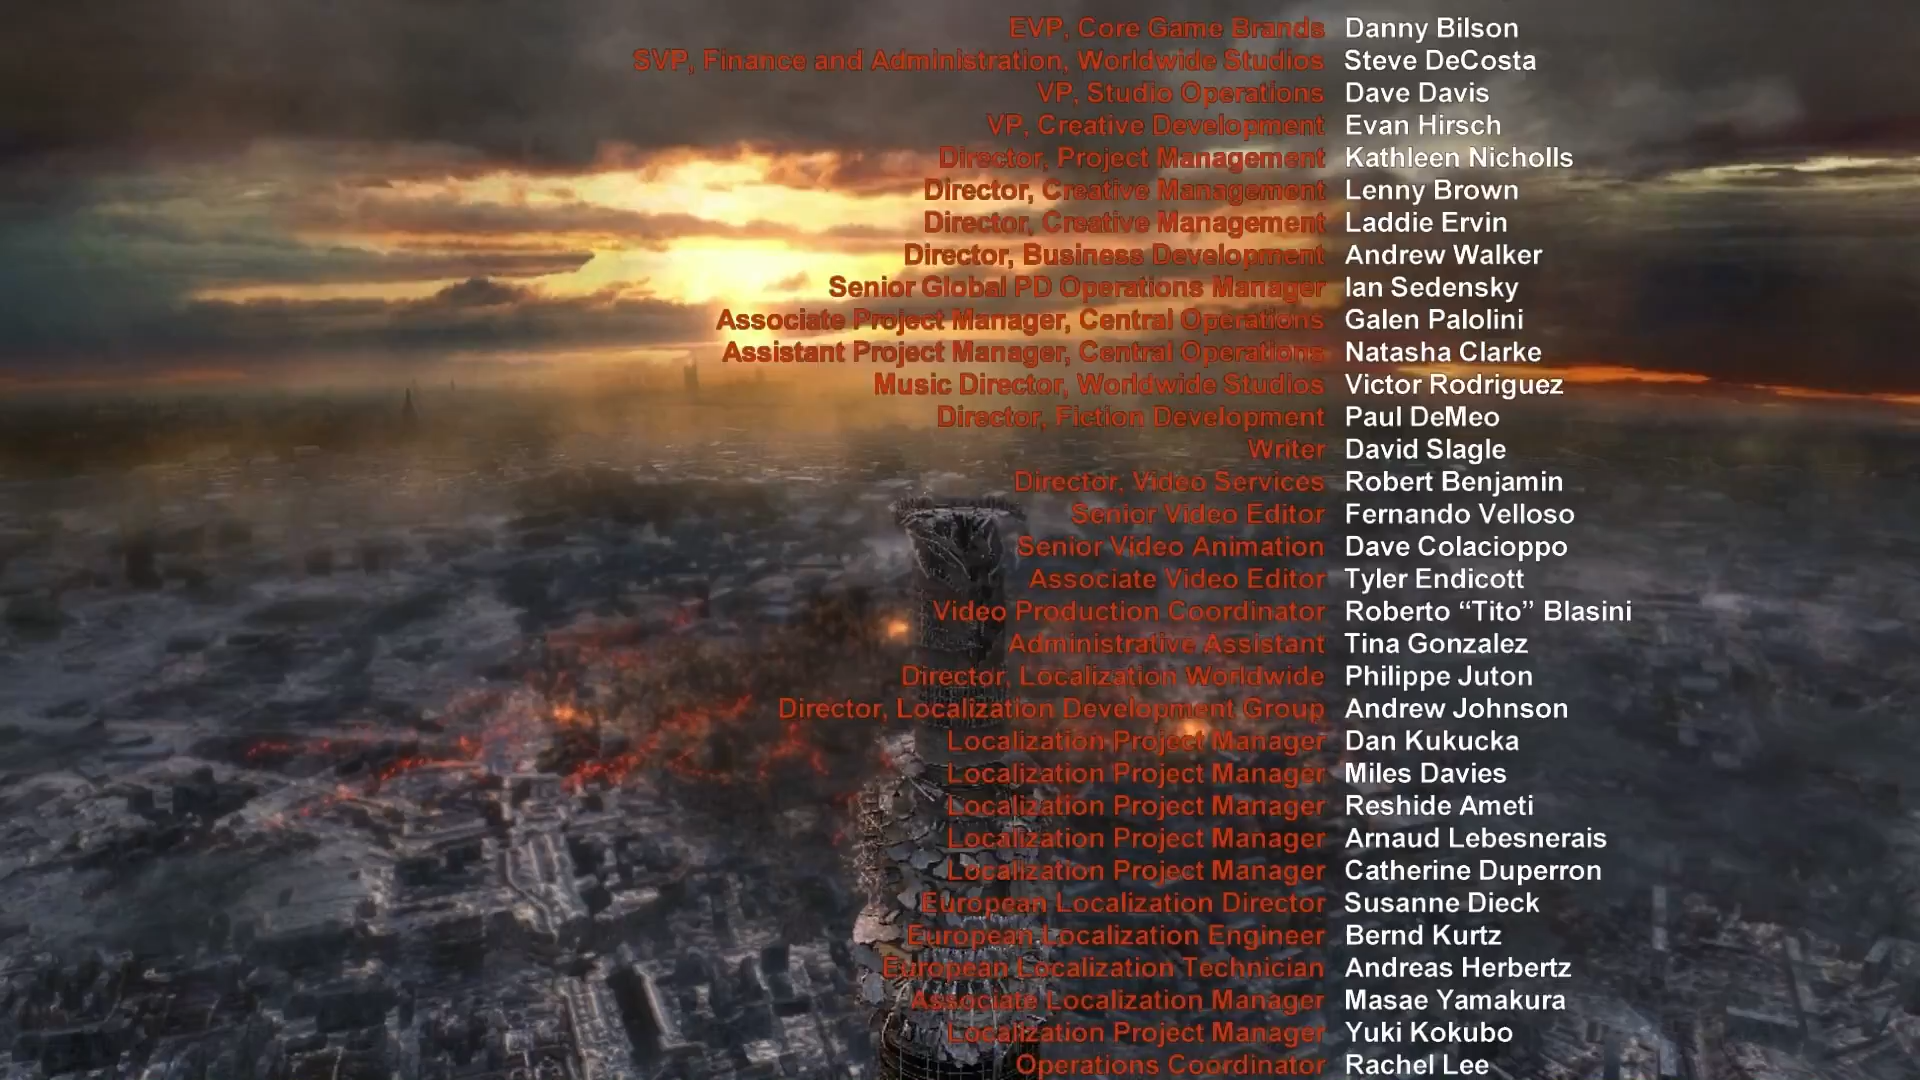 EVP, Core Game Brands Danny Bilson
SVP, Finance and Administration, Worldwide Studios Steve DeCosta
VP, Studio Operations Dave Davis
VP, Creative Development Evan Hirsch
Director, Project Management Kathleen Nicholls
Director, Creative Management Lenny Brown
Director, Creative Management Laddie Ervin
Director, Business Development Andrew Walker
Senior Global PD Operations Manager Ian Sedensky
Associate Project Manager, Central Operations Galen Palolini
Assistant Project Manager, Central Operations Natasha Clarke
Music Director, Worldwide Studios Victor Rodriguez
Director, Fiction Development Paul DeMeo
Writer David Slagle
Director, Video Services Robert Benjamin
Senior Video Editor Fernando Velloso
Senior Video Animation Dave Colacioppo
Associate Video Editor Tyler Endicott
Video Production Coordinator Roberto “Tito” Blasini
Administrative Assistant Tina Gonzalez
Director, Localization Worldwide Philippe Juton
Director, Localization Development Group Andrew Johnson
Localization Project Manager Dan Kukucka
Localization Project Manager Miles Davies
Localization Project Manager Reshide Ameti
Localization Project Manager Arnaud Lebesnerais
Localization Project Manager Catherine Duperron
European Localization Director Susanne Dieck
European Localization Engineer Bernd Kurtz
European Localization Technician Andreas Herbertz
Associate Localization Manager Masae Yamakura
Localization Project Manager Yuki Kokubo
Operations Coordinator Rachel Lee